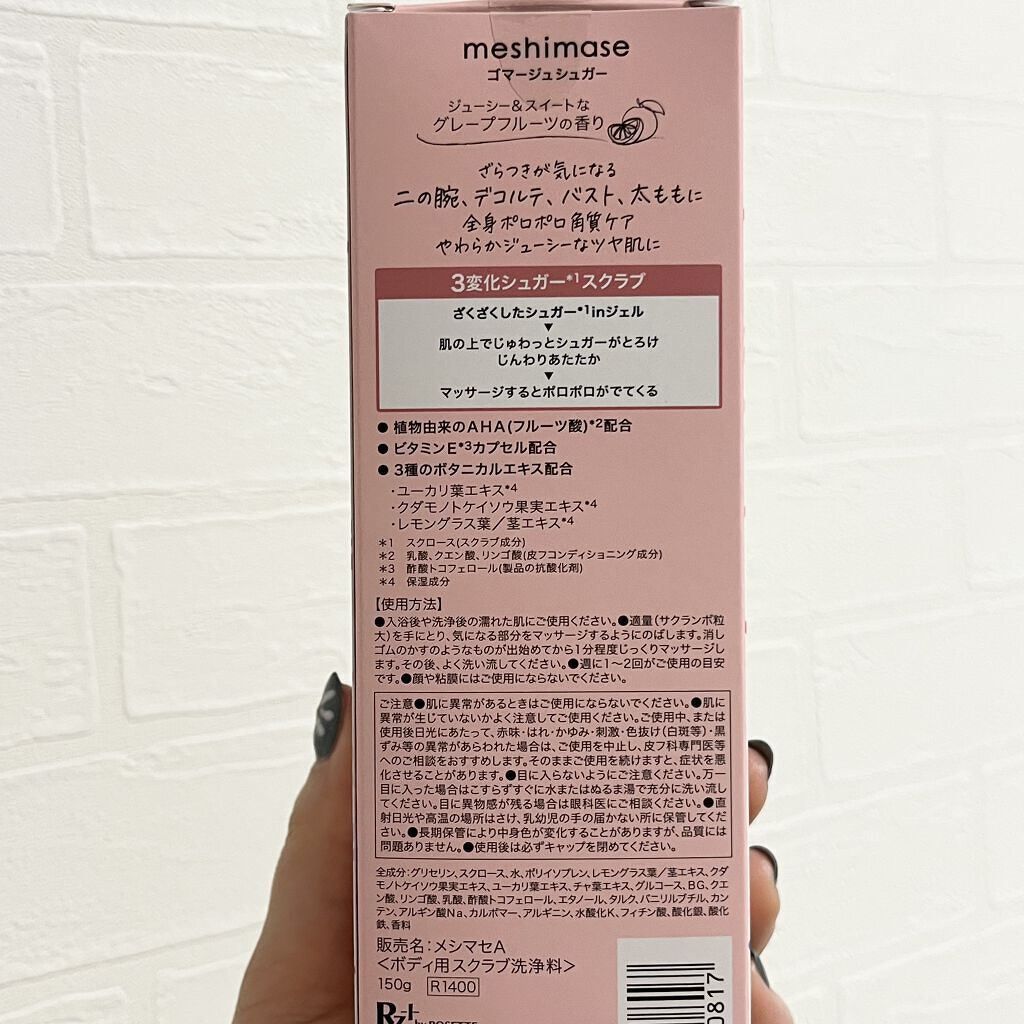 meshimase
ゴマージュシュガー
ジューシー&スイートな
グレープフルーツの香り
ざらつきが気になる
二の腕、デコルテ、バスト、太ももに
全身ポロポロ角質ケア
やわらかジューシーなツヤ肌に
3変化シュガー*1スクラブ
ざくざくしたシュガー*1inジェル
▼
肌の上でじゅわっとシュガーがとろけ
じんわりあたたか
▼
マッサージするとポロポロがでてくる
● 植物由来のAHA(フルーツ酸)*2配合
● ビタミンE*3カプセル配合
● 3種のボタニカルエキス配合
・ユーカリ葉エキス*4
・クダモノトケイソウ果実エキス*4
・レモングラス葉/茎エキス*4
*1 スクロース(スクラブ成分)
*2 乳酸、クエン酸、リンゴ酸(皮フコンディショニング成分)
*3 酢酸トコフェロール(製品の抗酸化剤)
*4 保湿成分
【使用方法】
●入浴後や洗浄後の濡れた肌にご使用ください。●適量(サクランボ粒
大)を手にとり、気になる部分をマッサージするようにのばします。消し
ゴムのかすのようなものが出始めてから1分程度じっくりマッサージし
ます。その後、よく洗い流してください。●週に1〜2回がご使用の目安
です。●顔や粘膜にはご使用にならないでください。
ご注意●肌に異常があるときはご使用にならないでください。●肌に
異常が生じていないかよく注意してご使用ください。ご使用中、または
使用後日光にあたって、赤味・はれ・かゆみ・刺激・色抜け(白斑等)・黒
ずみ等の異常があらわれた場合は、ご使用を中止し、皮フ科専門医等
へのご相談をおすすめします。そのままご使用を続けますと、症状を悪
化させることがあります。●目に入らないようにご注意ください。万一
目に入った場合はこすらずすぐに水またはぬるま湯で充分に洗い流し
てください。目に異物感が残る場合は眼科医にご相談ください。●直
射日光や高温の場所はさけ、乳幼児の手の届かない所に保管してくださ
い。●長期保管により中身色が変化することがありますが、品質には
問題ありません。●使用後は必ずキャップを閉めてください。
全成分:グリセリン、スクロース、水、ポリイソプレン、レモングラス葉/茎エキス、クダ
モノトケイソウ果実エキス、ユーカリ葉エキス、チャ葉エキス、グルコース、BG、クエ
ン酸、リンゴ酸、乳酸、酢酸トコフェロール、エタノール、タルク、バニリルブチル、カン
テン、アルギン酸Na、カルボマー、アルギニン、水酸化K、フィチン酸、酸化銀、酸化
鉄、香料
販売名:メシマセA
<ボディ用スクラブ洗浄料>
150g R1400
Rz+
by ROSETTE
0817